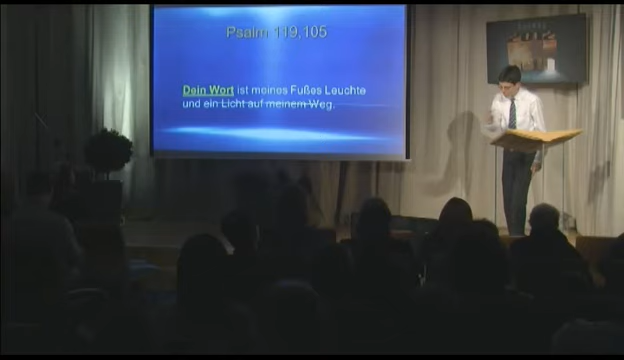 Psalm 119,105
Dein Wort ist meines Fußes Leuchte
und ein Licht auf meinem Weg.